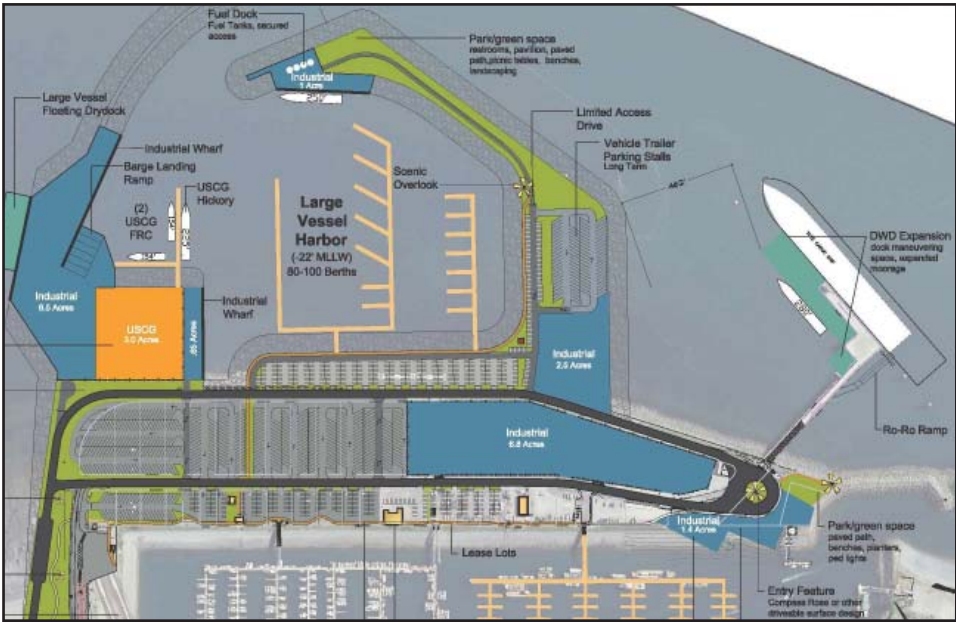 Fuel Dock
Fuel Tanks, secured
access
Park/green space
restrooms, pavilion, paved
path,picnic tables, benches,
landscaping
Industrial
1 Acre
250'
Large Vessel
Floating Drydock
Industrial Wharf
Barge Landing
Ramp
USCG
Hickory
(2)
USCG
FRC
Limited Access
Drive
Vehicle Trailer
Parking Stalls
Long Term
Scenic
Overlook
Large
Vessel
Harbor
(-22' MLLW)
80-100 Berths
DWD Expansion
dock maneuvering
space, expanded
moorage
Industrial
6.5 Acres
USCG
3.0 Acres
.65 Acres
Industrial
Wharf
Industrial
2.5 Acres
Industrial
6.8 Acres
Ro-Ro Ramp
Industrial
1.4 Acres
Park/green space
paved path,
benches, planters,
ped lights
Lease Lots
Entry Feature
Compass Rose or other
driveable surface design